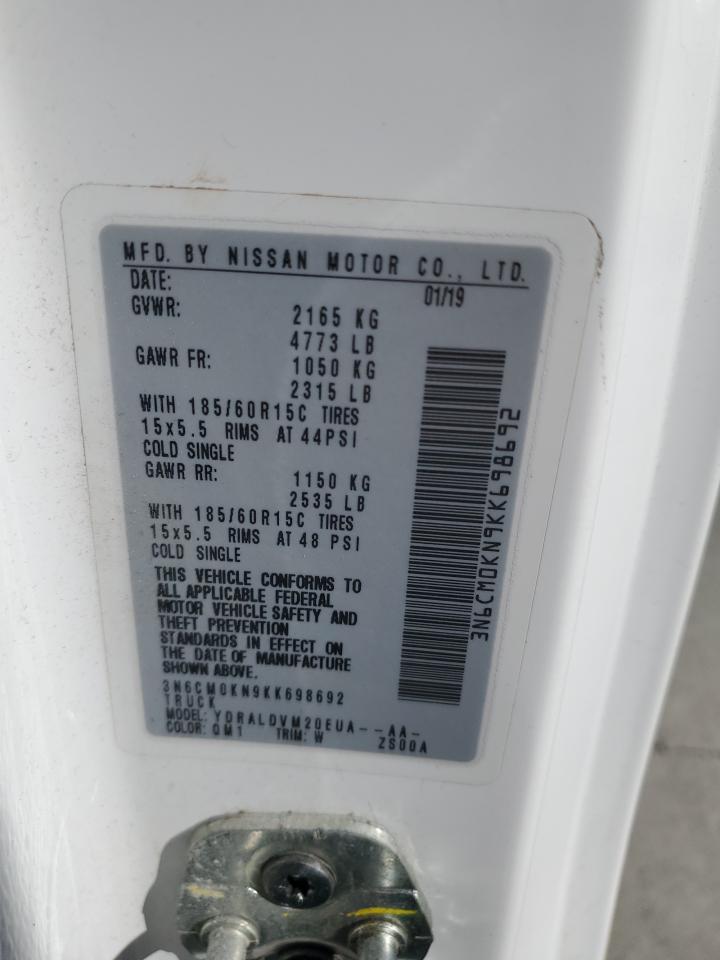 MFD. BY NISSAN MOTOR CO., LTD.
DATE: 01/19
GVWR: 2165 KG
4773 LB
GAWR FR: 1050 KG
2315 LB
WITH 185/60R15C TIRES
15x5.5 RIMS AT 44PSI
COLD SINGLE
GAWR RR: 1150 KG
2535 LB
WITH 185/60R15C TIRES
15x5.5 RIMS AT 48 PSI
COLD SINGLE
THIS VEHICLE CONFORMS TO
ALL APPLICABLE FEDERAL
MOTOR VEHICLE SAFETY AND
THEFT PREVENTION
STANDARDS IN EFFECT ON
THE DATE OF MANUFACTURE
SHOWN ABOVE.
3N6CM0KN9KK698692
TRUCK
MODEL: YDRALDVM20EUA--AA-
COLOR: QM1 TRIM: W ZS00A
3N6CM0KN9KK698692